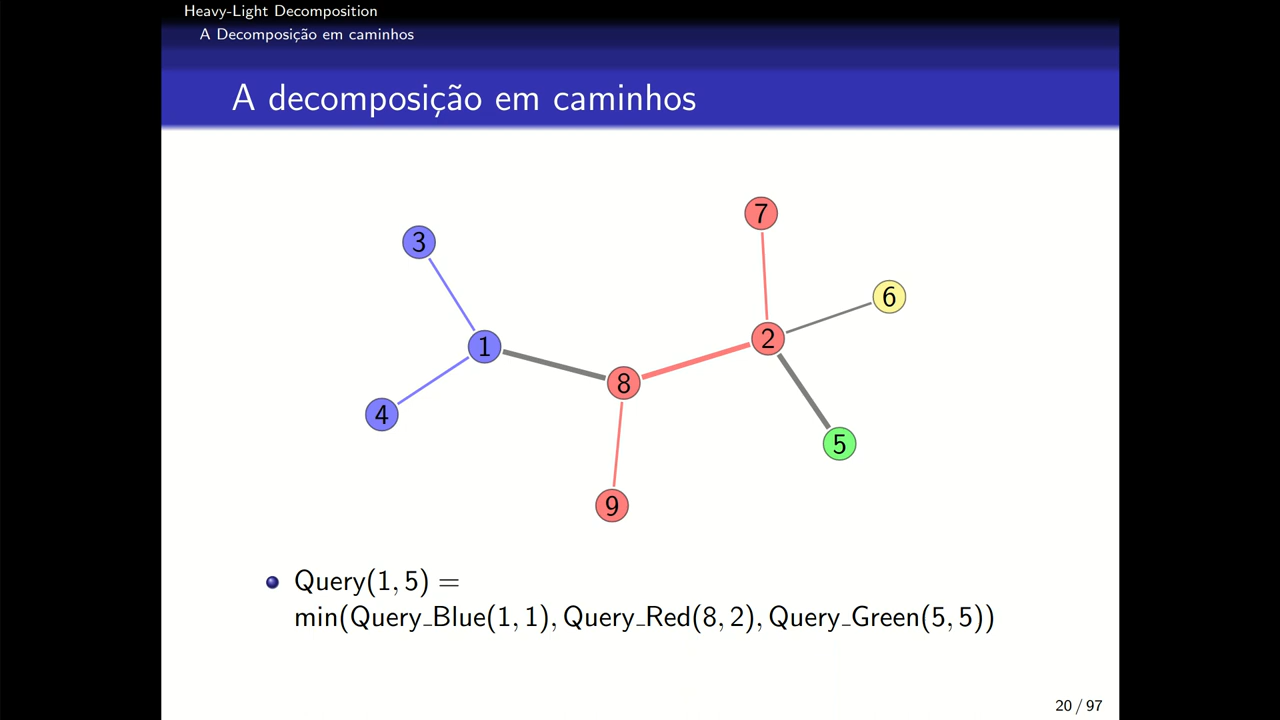 Heavy-Light Decomposition
A Decomposição em caminhos
A decomposição em caminhos
7
3
6
2
1
8
4
5
9
Query(1, 5) =
min(Query_Blue(1, 1), Query_Red(8, 2), Query_Green(5, 5))
20 / 97